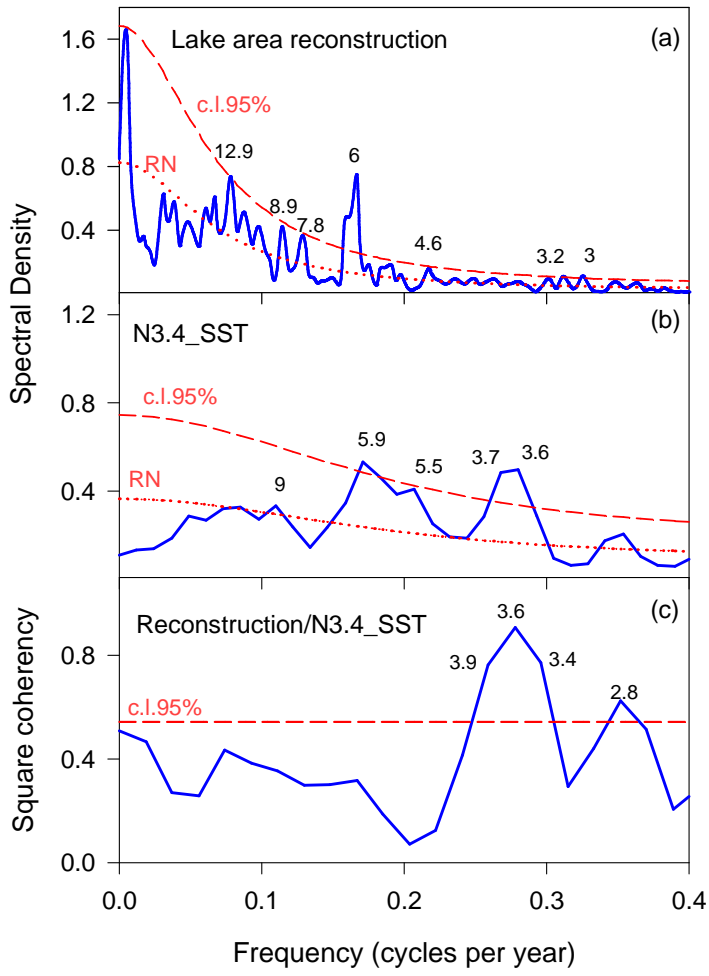 Spectral Density
1.6
1.2
0.8
0.4
Lake area reconstruction
(a)
c.l.95%
RN
12.9
8.9
7.8
6
4.6
3.2
3
1.2
0.8
0.4
N3.4_SST
(b)
c.l.95%
RN
9
5.9
5.5
3.7
3.6
Square coherency
0.8
0.4
0.0
Reconstruction/N3.4_SST
(c)
c.l.95%
3.9
3.6
3.4
2.8
0.0 0.1 0.2 0.3 0.4
Frequency (cycles per year)